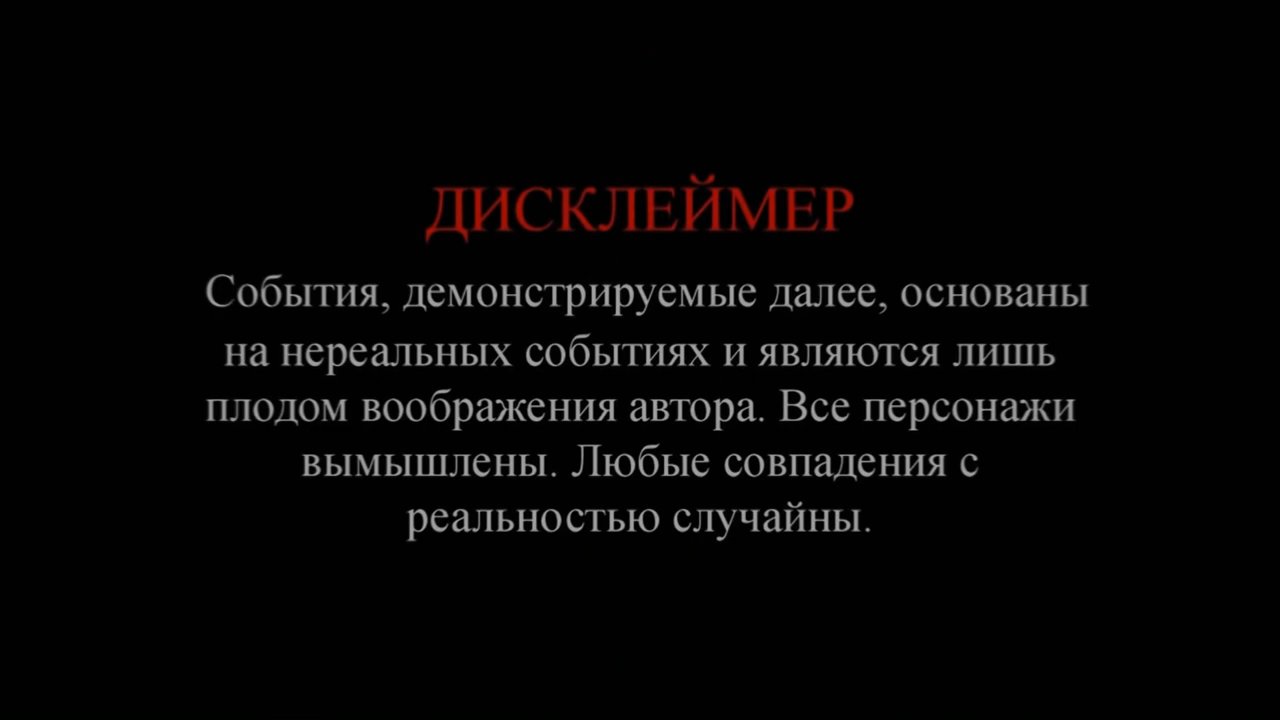 ДИСКЛЕЙМЕР
События, демонстрируемые далее, основаны
на нереальных событиях и являются лишь
плодом воображения автора. Все персонажи
вымышлены. Любые совпадения с
реальностью случайны.